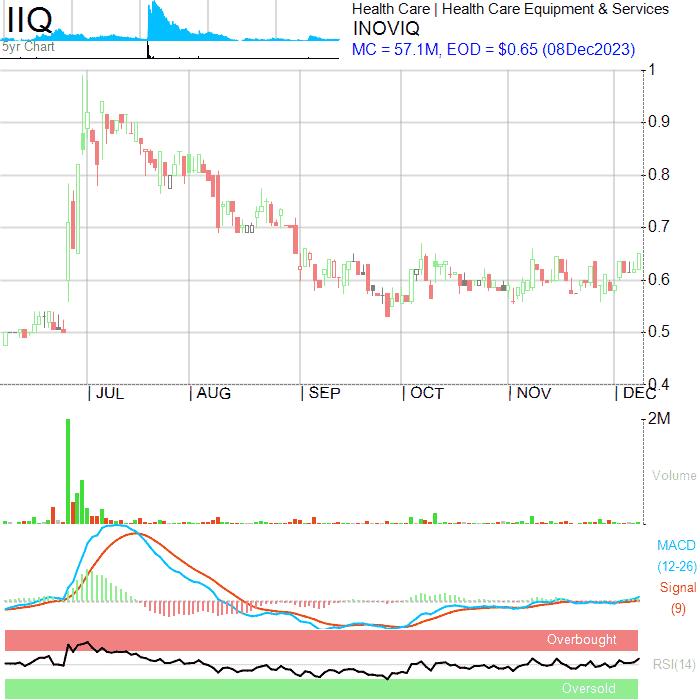 IIQ
5yr Chart
Health Care | Health Care Equipment & Services
INOVIQ
MC = 57.1M, EOD = $0.65 (08Dec2023)
1
0.9
0.8
0.7
0.6
0.5
0.4
| JUL | AUG | SEP | OCT | NOV | DEC
2M
Volume
MACD
(12-26)
Signal
(9)
Overbought
RSI(14)
Oversold